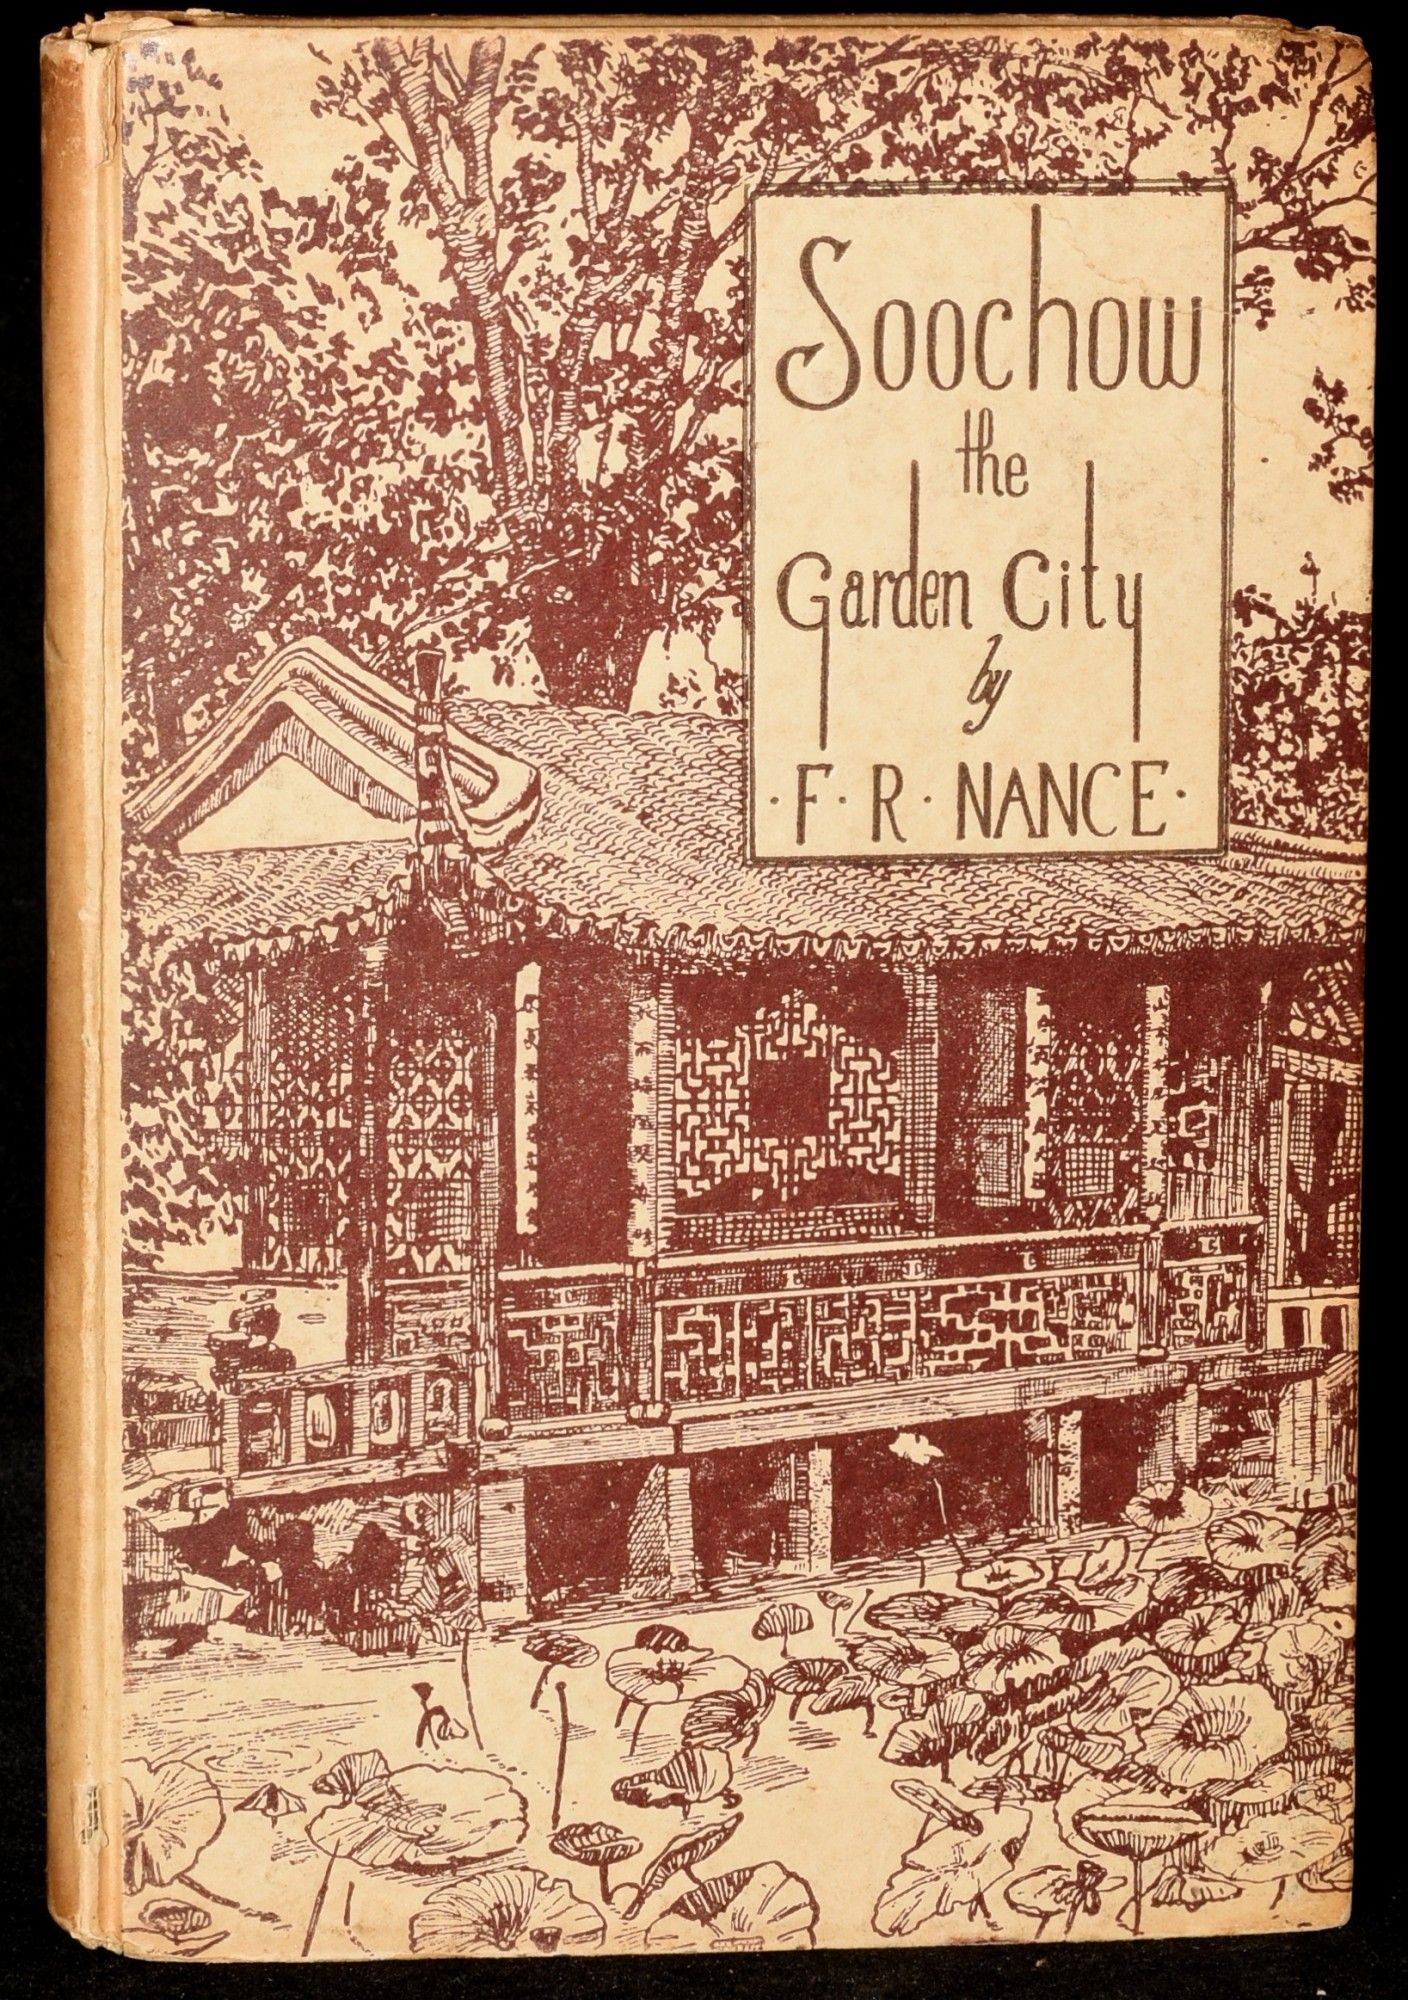 Soochow
the
Garden City
by
· F · R · NANCE ·